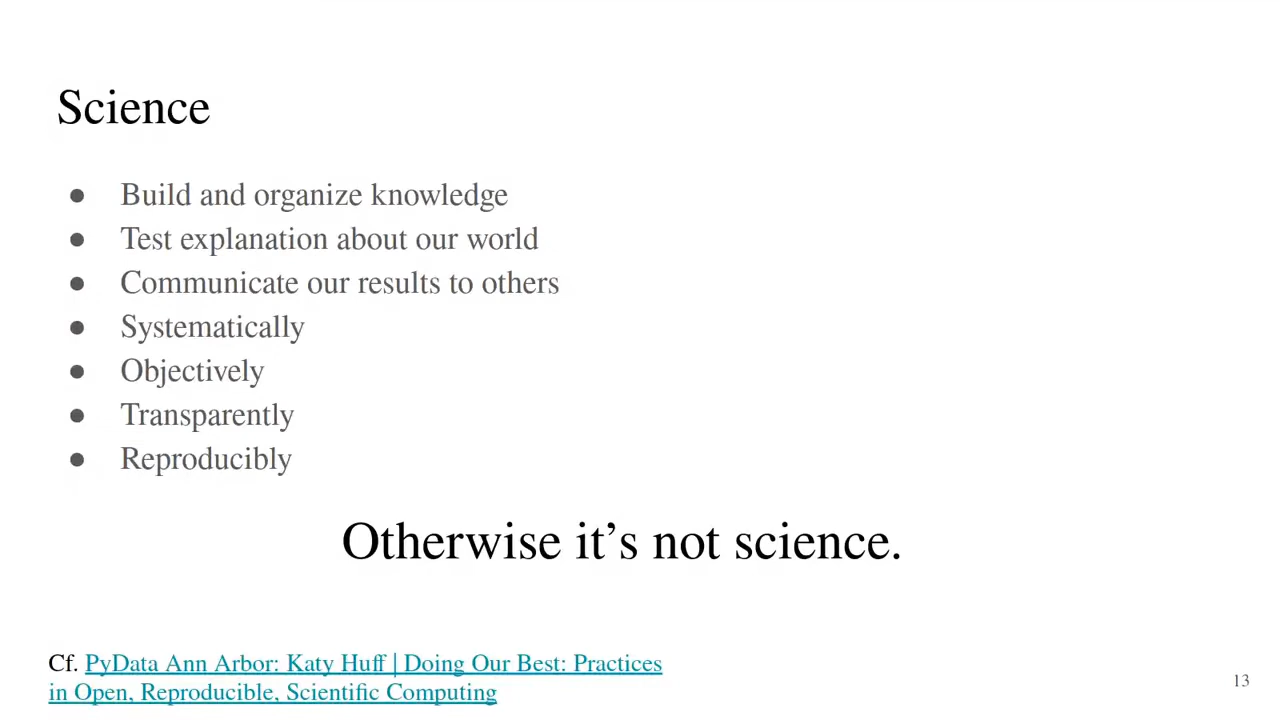 Science
● Build and organize knowledge
● Test explanation about our world
● Communicate our results to others
● Systematically
● Objectively
● Transparently
● Reproducibly
Otherwise it’s not science.
Cf. PyData Ann Arbor: Katy Huff | Doing Our Best: Practices
in Open, Reproducible, Scientific Computing
13